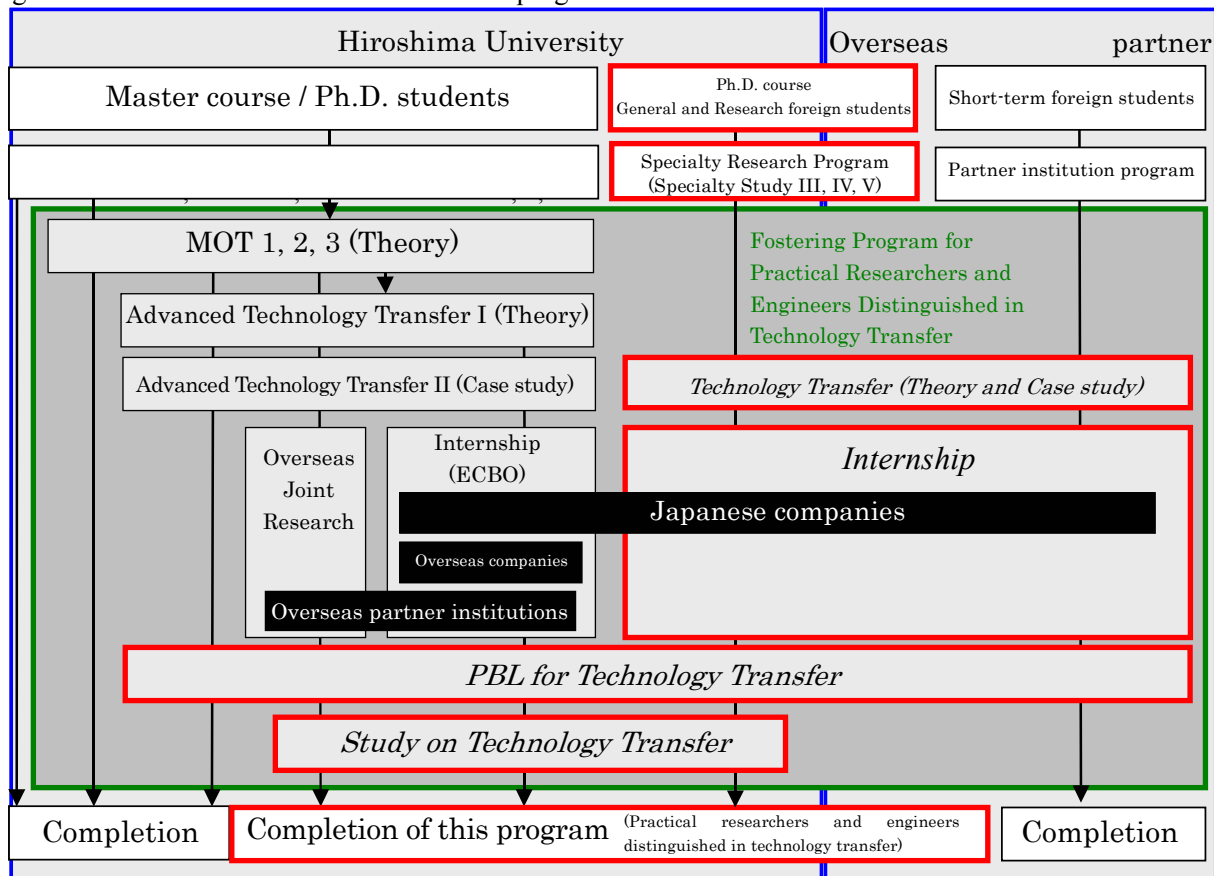 Hiroshima University
Overseas partner
Master course / Ph.D. students
Ph.D. course
General and Research foreign students
Short-term foreign students
Specialty Research Program
(Specialty Study III, IV, V)
Partner institution program
MOT 1, 2, 3 (Theory)
Fostering Program for
Practical Researchers and
Engineers Distinguished in
Technology Transfer
Advanced Technology Transfer I (Theory)
Advanced Technology Transfer II (Case study)
Technology Transfer (Theory and Case study)
Overseas
Joint
Research
Internship
(ECBO)
Internship
Japanese companies
Overseas companies
Overseas partner institutions
PBL for Technology Transfer
Study on Technology Transfer
Completion
Completion of this program
(Practical researchers and engineers
distinguished in technology transfer)
Completion